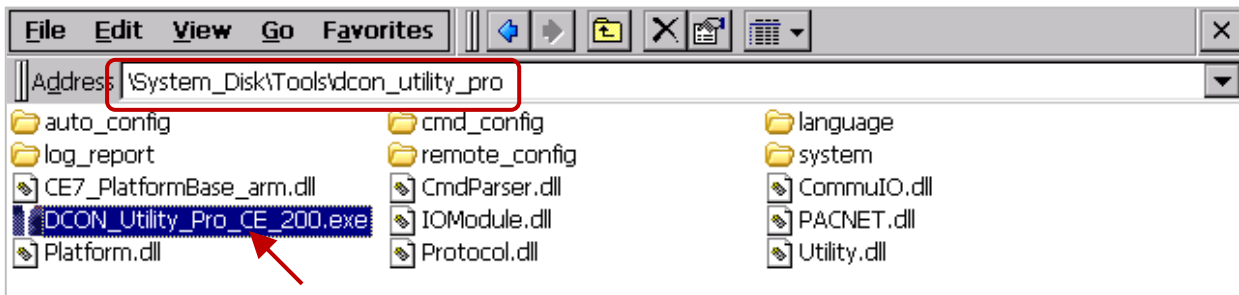 File Edit View Go Favorites
Address \System_Disk\Tools\dcon_utility_pro
auto_config cmd_config language
log_report remote_config system
CE7_PlatformBase_arm.dll CmdParser.dll CommuIO.dll
DCON_Utility_Pro_CE_200.exe IOModule.dll PACNET.dll
Platform.dll Protocol.dll Utility.dll